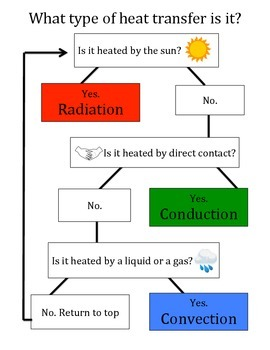 What type of heat transfer is it?
Is it heated by the sun?
Yes.
Radiation
No.
Is it heated by direct contact?
No.
Yes.
Conduction
Is it heated by a liquid or a gas?
No. Return to top
Yes.
Convection